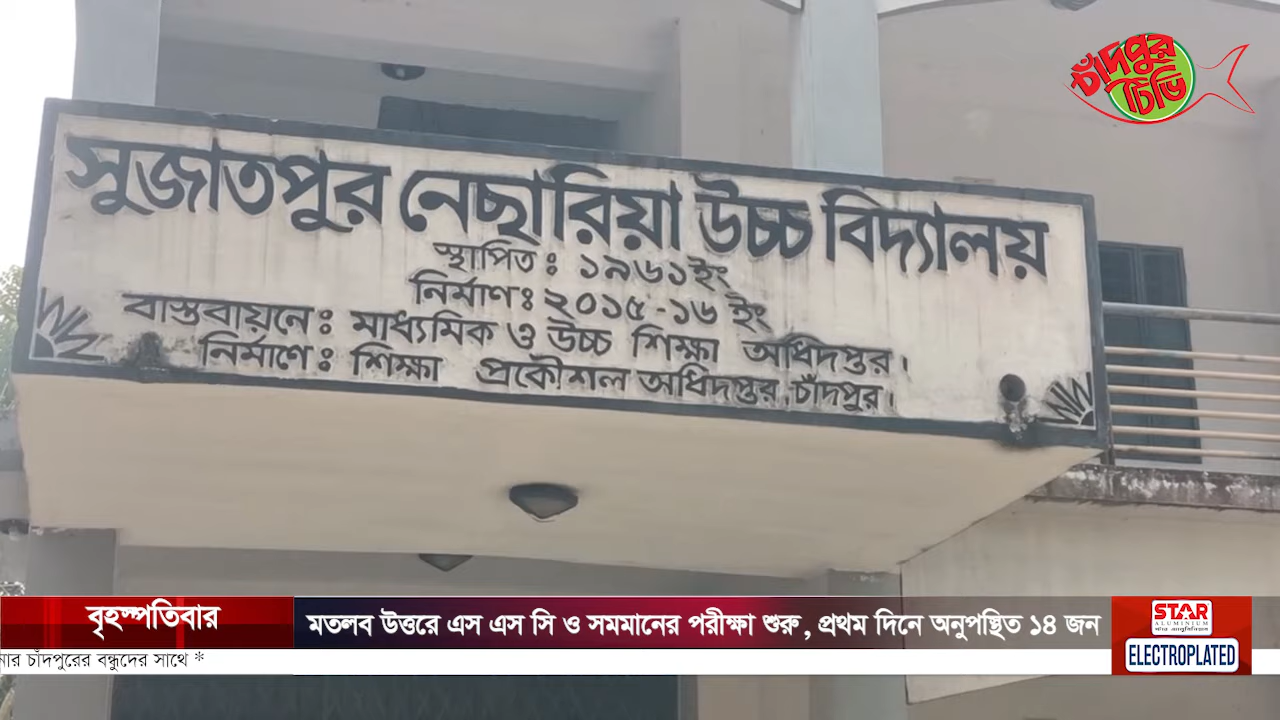 চাঁদপুর
টিভি
সুজাতপুর নেছারিয়া উচ্চ বিদ্যালয়
স্থাপিত : ১৯৬১ইং
নির্মাণ : ২০১৫-১৬ ইং
বাস্তবায়নে : মাধ্যমিক ও উচ্চ শিক্ষা অধিদপ্তর।
নির্মাণে : শিক্ষা প্রকৌশল অধিদপ্তর, চাঁদপুর।
বৃহস্পতিবার
মতলব উত্তরে এস এস সি ও সমমানের পরীক্ষা শুরু, প্রথম দিনে অনুপস্থিত ১৪ জন
চাঁদপুরের বন্ধুদের সাথে *
STAR
ALUMINIUM
ELECTROPLATED